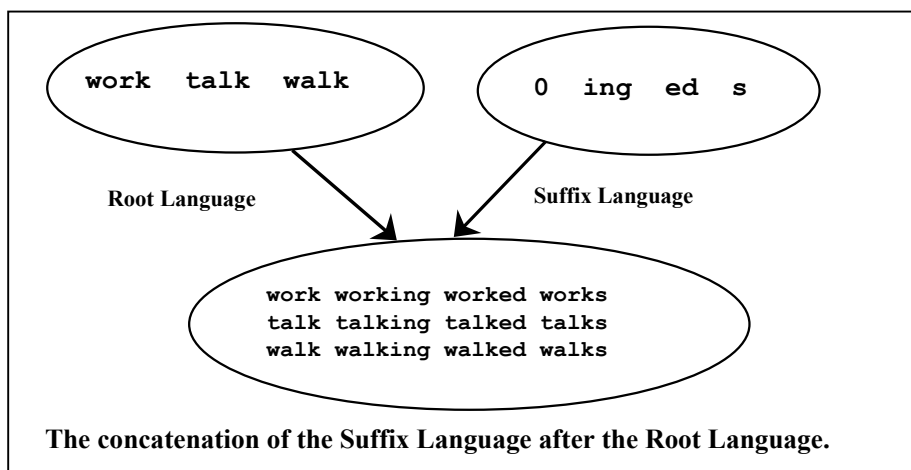 work talk walk
0 ing ed s
Root Language
Suffix Language
work working worked works
talk talking talked talks
walk walking walked walks
The concatenation of the Suffix Language after the Root Language.